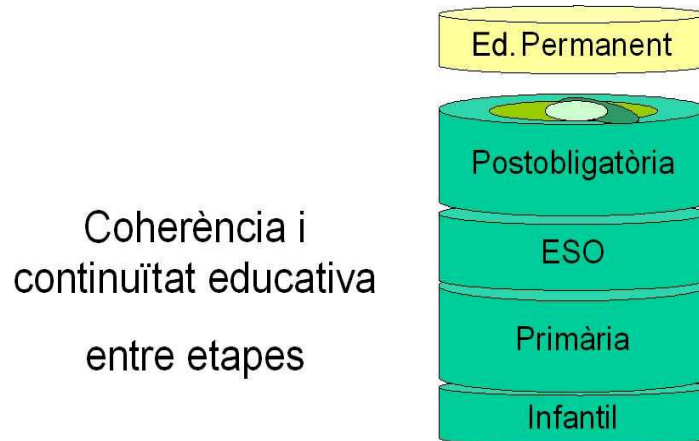 Ed. Permanent
Postobligatòria
Coherència i
continuïtat educativa
entre etapes
ESO
Primària
Infantil